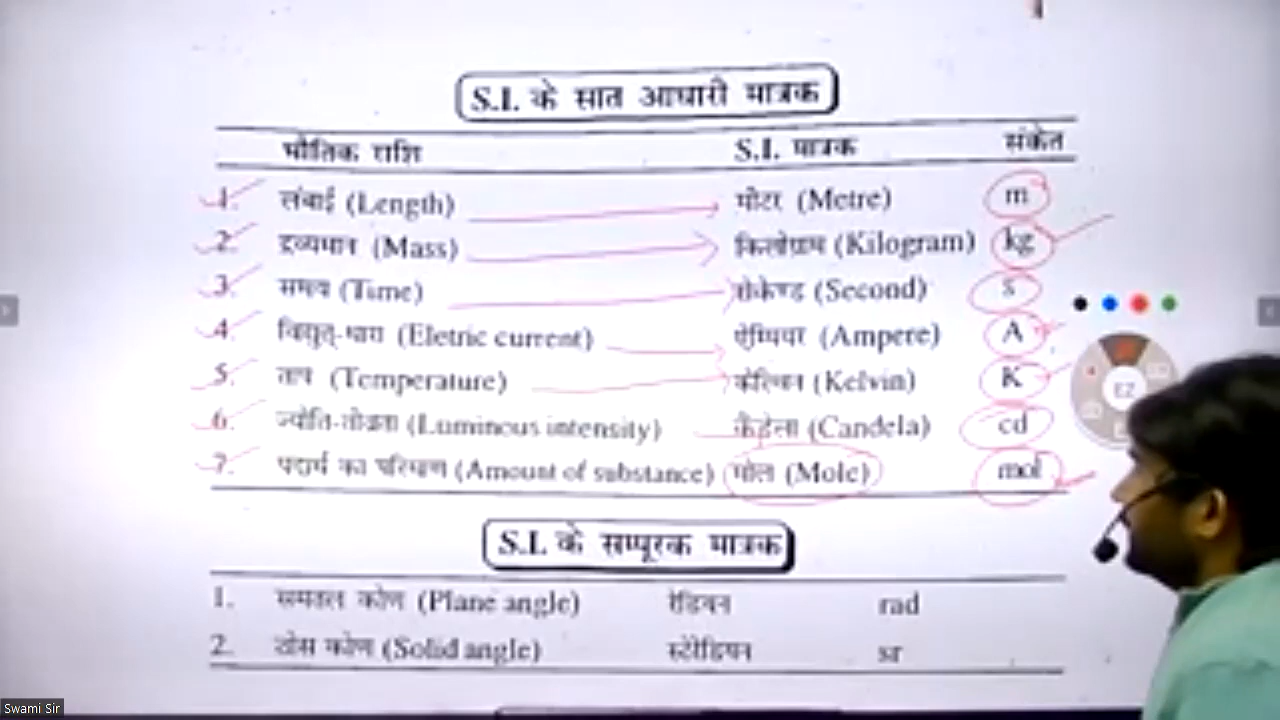 S.I. के सात आधारी मात्रक
भौतिक राशि S.I. मात्रक संकेत
1. लंबाई (Length) मीटर (Metre) m
2. द्रव्यमान (Mass) किलोग्राम (Kilogram) kg
3. समय (Time) सेकेण्ड (Second) s
4. विद्युत्-धारा (Eletric current) ऐम्पियर (Ampere) A
5. ताप (Temperature) केल्विन (Kelvin) K
6. ज्योति-तीव्रता (Luminous intensity) कैंडेला (Candela) cd
7. पदार्थ का परिमाण (Amount of substance) मोल (Mole) mol
S.I. के सम्पूरक मात्रक
1. समतल कोण (Plane angle) रेडियन rad
2. ठोस कोण (Solid angle) स्टेरेडियन sr
EZ
Swami Sir